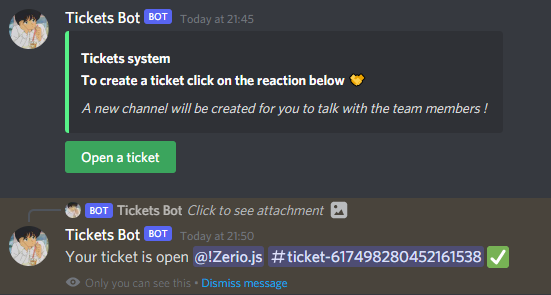 Tickets Bot BOT Today at 21:45
Tickets system
To create a ticket click on the reaction below
A new channel will be created for you to talk with the team members !
Open a ticket
BOT Tickets Bot Click to see attachment
Tickets Bot BOT Today at 21:50
Your ticket is open @!Zerio.js #ticket-617498280452161538
Only you can see this • Dismiss message